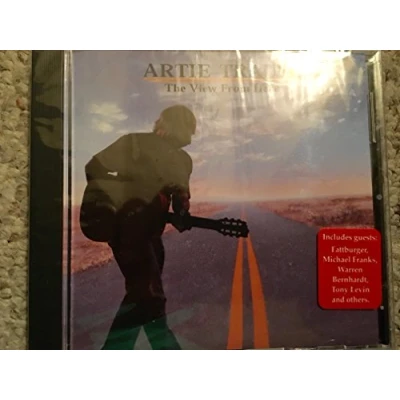 ARTIE
The View From
Includes guests:
Fattburger,
Michael Franks,
Warren
Bernhardt,
Tony Levin
and others.